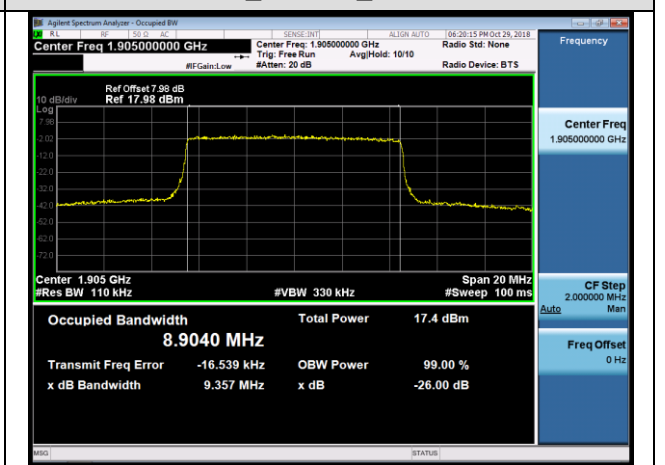 Agilent Spectrum Analyzer - Occupied BW
RL RF 50 Ω AC SENSE:INT ALIGN AUTO 06:20:15 PM Oct 29, 2018
Center Freq 1.905000000 GHz Center Freq: 1.905000000 GHz Radio Std: None Frequency
Trig: Free Run Avg|Hold: 10/10
#IFGain:Low #Atten: 20 dB Radio Device: BTS
Ref Offset 7.98 dB
10 dB/div Ref 17.98 dBm
Log
7.98
-2.02
-12.0
-22.0
-32.0
-42.0
-52.0
-62.0
-72.0
Center Freq
1.905000000 GHz
Center 1.905 GHz Span 20 MHz
#Res BW 110 kHz #VBW 330 kHz #Sweep 100 ms
CF Step
2.000000 MHz
Auto Man
Occupied Bandwidth Total Power 17.4 dBm
8.9040 MHz
Freq Offset
0 Hz
Transmit Freq Error -16.539 kHz OBW Power 99.00 %
x dB Bandwidth 9.357 MHz x dB -26.00 dB
MSG STATUS